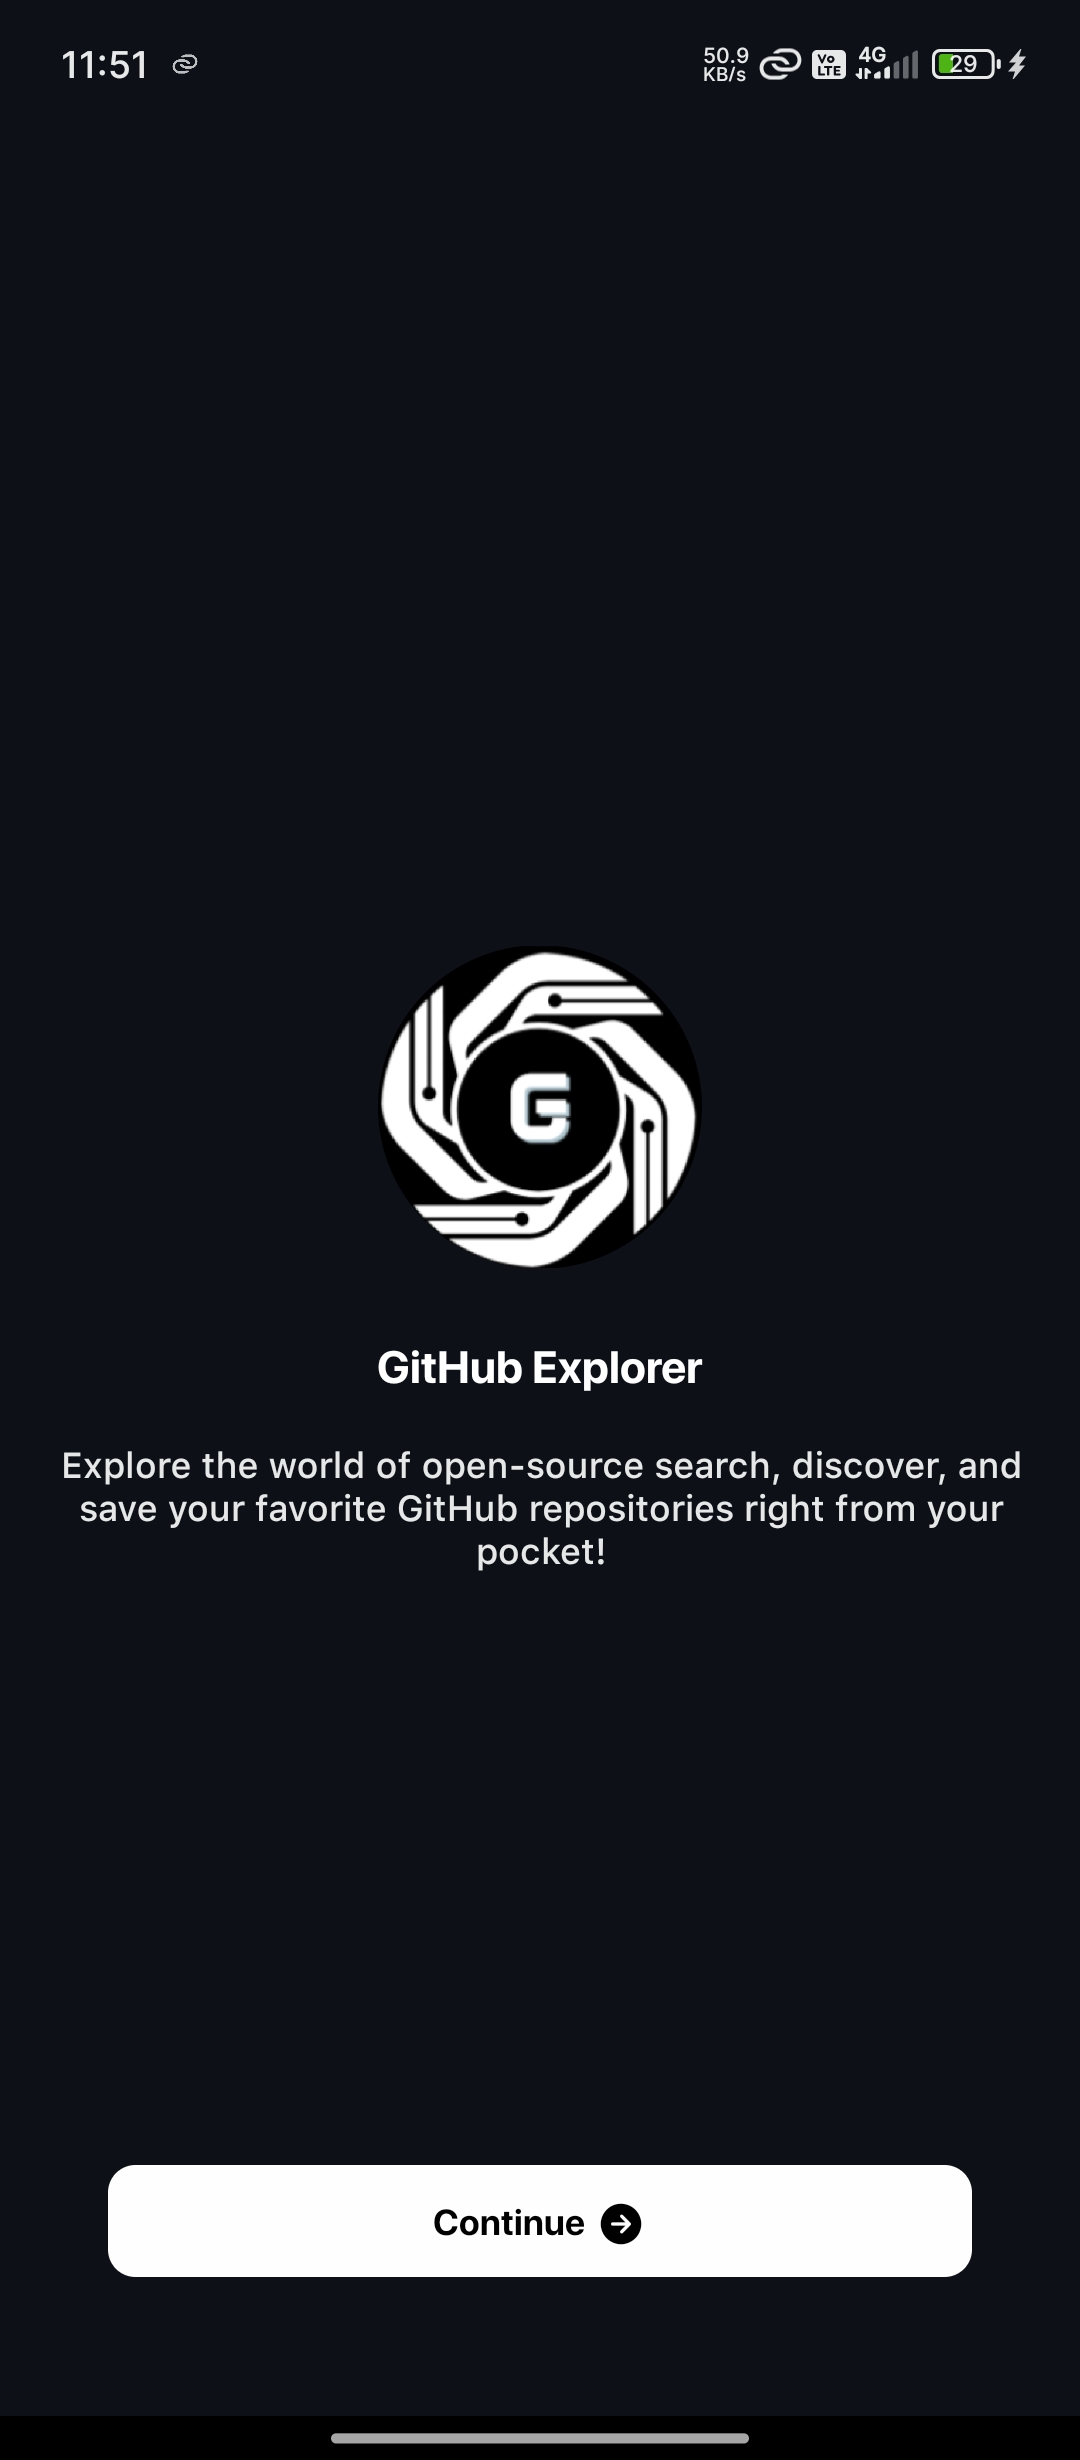 11:51
50.9
KB/s
Vo
LTE
4G
29
G
GitHub Explorer
Explore the world of open-source search, discover, and
save your favorite GitHub repositories right from your
pocket!
Continue